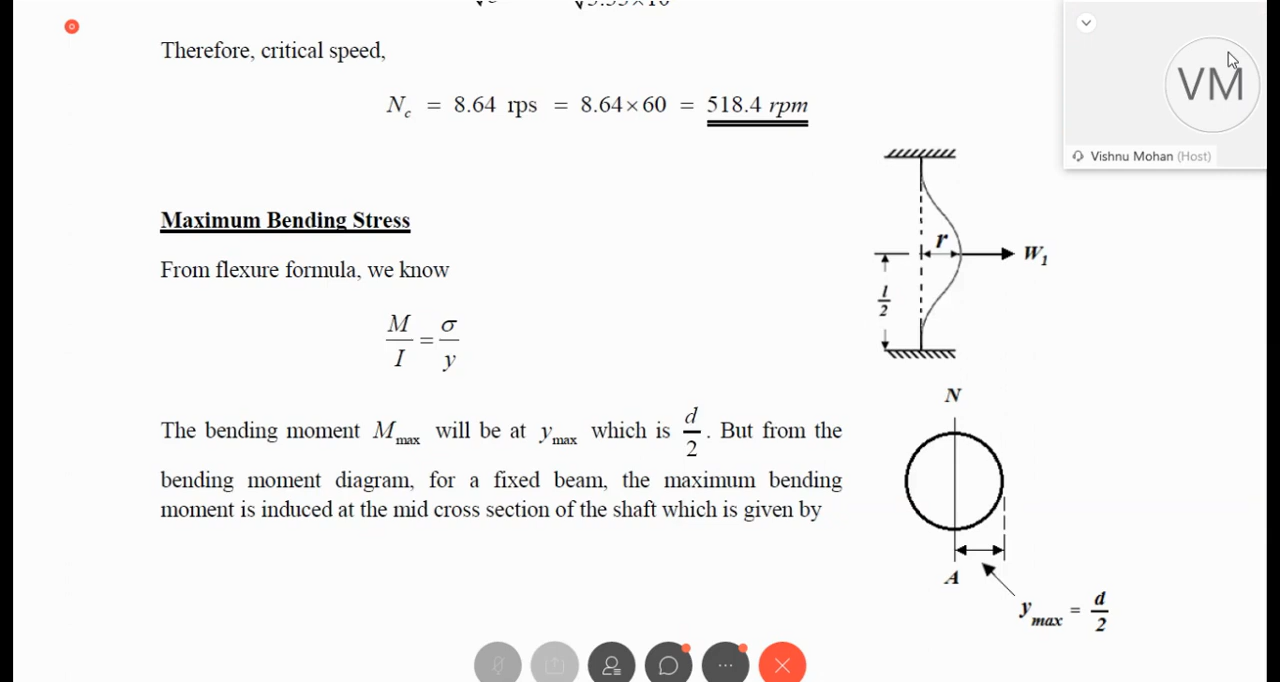 Therefore, critical speed,
N_c = 8.64 rps = 8.64×60 = 518.4 rpm
VM
Vishnu Mohan (Host)
Maximum Bending Stress
From flexure formula, we know
M/I = σ/y
r
W₁
l/2
The bending moment M_max will be at y_max which is d/2. But from the
bending moment diagram, for a fixed beam, the maximum bending
moment is induced at the mid cross section of the shaft which is given by
N
A
y_max = d/2